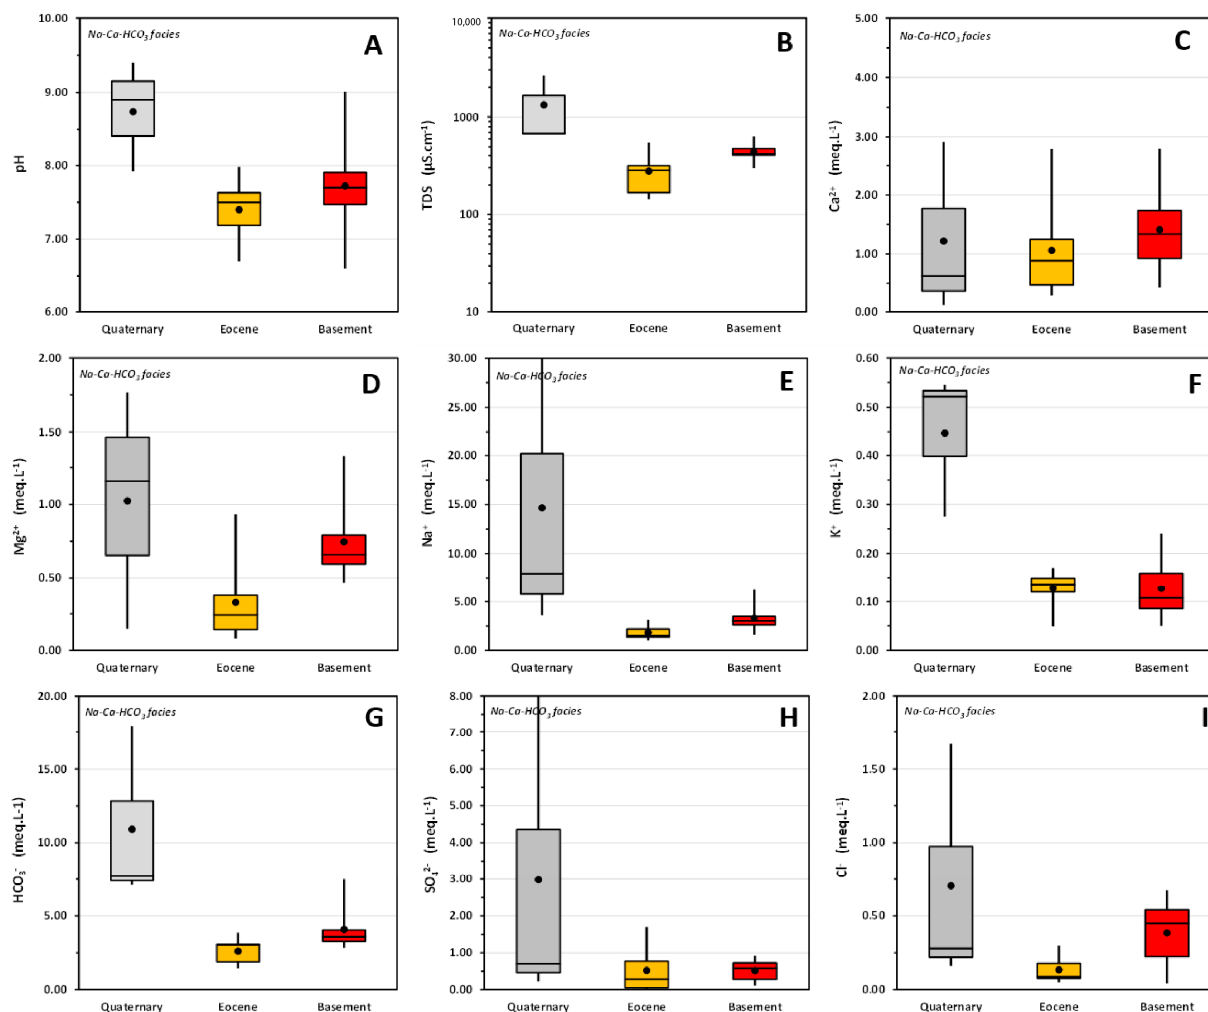 Na-Ca-HCO₃ facies
A
pH
10.00
9.00
8.00
7.00
6.00
Quaternary Eocene Basement
Na-Ca-HCO₃ facies
B
TDS (µS.cm⁻¹)
10,000
1000
100
10
Quaternary Eocene Basement
Na-Ca-HCO₃ facies
C
Ca²⁺ (meq.L⁻¹)
5.00
4.00
3.00
2.00
1.00
0.00
Quaternary Eocene Basement
Na-Ca-HCO₃ facies
D
Mg²⁺ (meq.L⁻¹)
2.00
1.50
1.00
0.50
0.00
Quaternary Eocene Basement
Na-Ca-HCO₃ facies
E
Na⁺ (meq.L⁻¹)
30.00
25.00
20.00
15.00
10.00
5.00
0.00
Quaternary Eocene Basement
Na-Ca-HCO₃ facies
F
K⁺ (meq.L⁻¹)
0.60
0.50
0.40
0.30
0.20
0.10
0.00
Quaternary Eocene Basement
Na-Ca-HCO₃ facies
G
HCO₃⁻ (meq.L-1)
20.00
15.00
10.00
5.00
0.00
Quaternary Eocene Basement
Na-Ca-HCO₃ facies
H
SO₄²⁻ (meq.L⁻¹)
8.00
7.00
6.00
5.00
4.00
3.00
2.00
1.00
0.00
Quaternary Eocene Basement
Na-Ca-HCO₃ facies
I
Cl⁻ (meq.L⁻¹)
2.00
1.50
1.00
0.50
0.00
Quaternary Eocene Basement